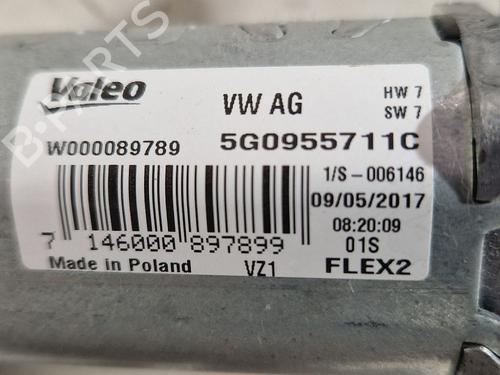 B-PARTS
Valeo
VW AG
HW 7
SW 7
W000089789
5G0955711C
1/S-006146
09/05/2017
08:20:09
7 146000 897899
01S
Made in Poland
VZ1
FLEX2